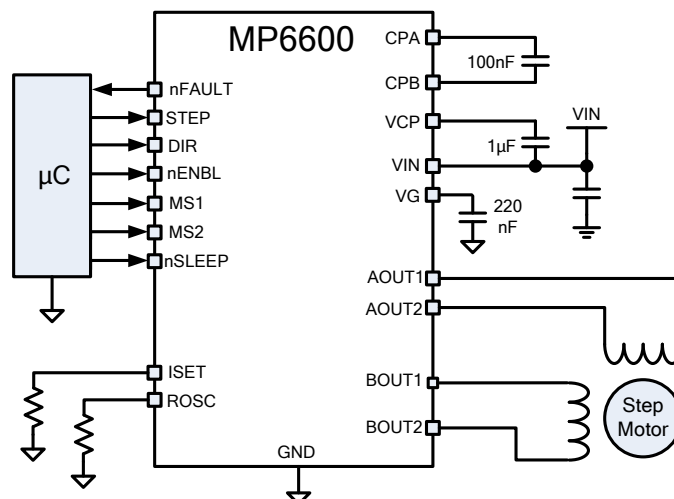 MP6600
µC
nFAULT
STEP
DIR
nENBL
MS1
MS2
nSLEEP
ISET
ROSC
GND
CPA
CPB
VCP
VIN
VG
AOUT1
AOUT2
BOUT1
BOUT2
100nF
1µF
VIN
220
nF
Step
Motor